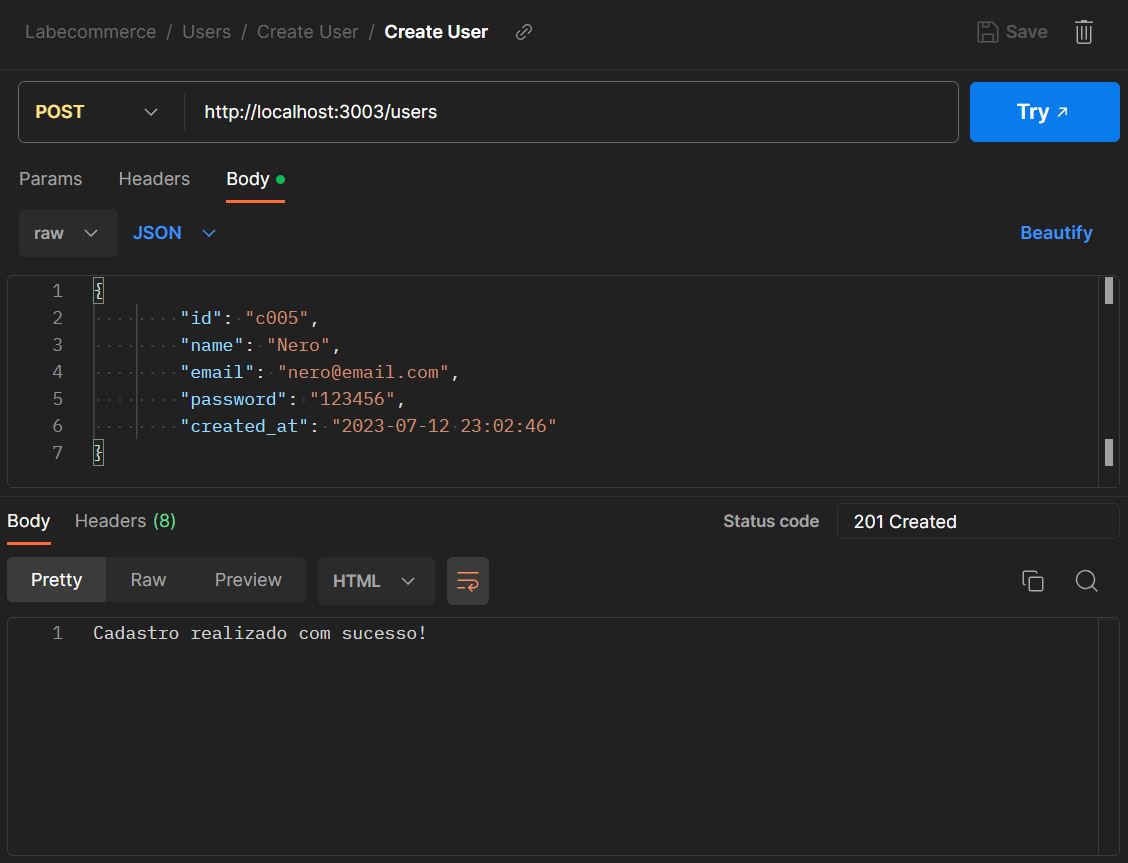 Labecommerce / Users / Create User / Create User
Save
POST http://localhost:3003/users
Try
Params Headers Body
raw JSON Beautify
1 {
2 "id": "c005",
3 "name": "Nero",
4 "email": "nero@email.com",
5 "password": "123456",
6 "created_at": "2023-07-12 23:02:46"
7 }
Body Headers (8) Status code 201 Created
Pretty Raw Preview HTML
1 Cadastro realizado com sucesso!